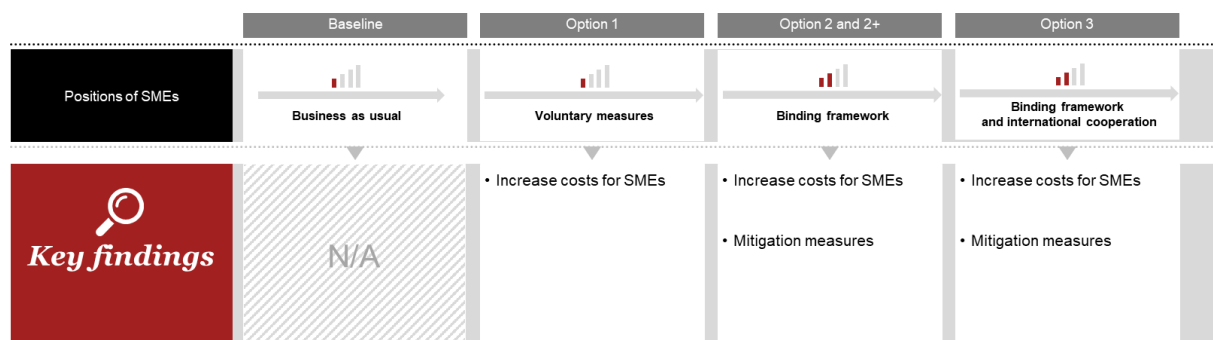 Baseline
Option 1
Option 2 and 2+
Option 3
Positions of SMEs
Business as usual
Voluntary measures
Binding framework
Binding framework
and international cooperation
Key findings
N/A
• Increase costs for SMEs
• Increase costs for SMEs
• Mitigation measures
• Increase costs for SMEs
• Mitigation measures